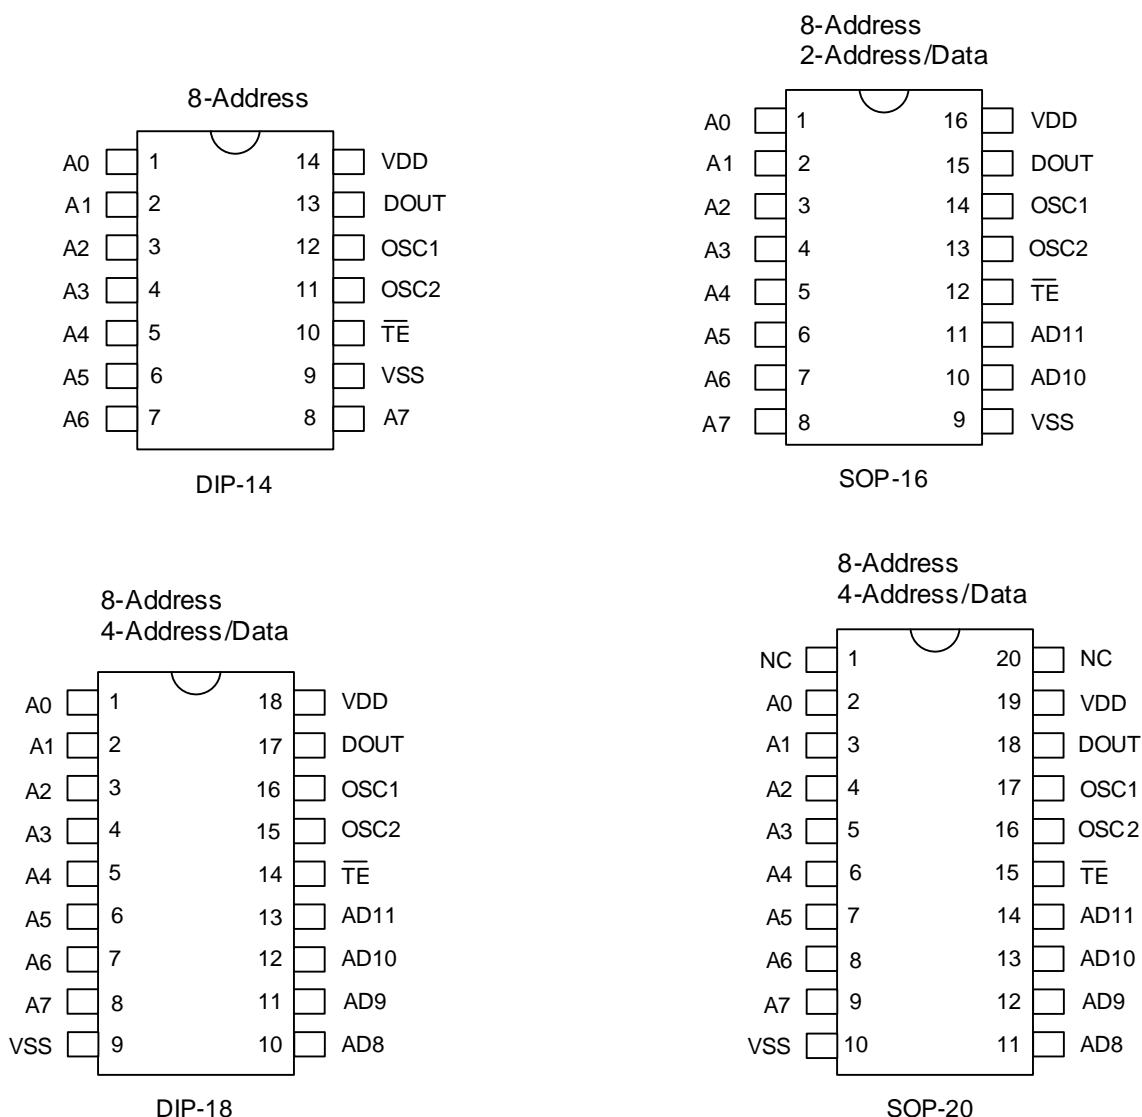 8-Address
A0 1 14 VDD
A1 2 13 DOUT
A2 3 12 OSC1
A3 4 11 OSC2
A4 5 10 T̅E̅
A5 6 9 VSS
A6 7 8 A7
DIP-14
8-Address
2-Address/Data
A0 1 16 VDD
A1 2 15 DOUT
A2 3 14 OSC1
A3 4 13 OSC2
A4 5 12 T̅E̅
A5 6 11 AD11
A6 7 10 AD10
A7 8 9 VSS
SOP-16
8-Address
4-Address/Data
A0 1 18 VDD
A1 2 17 DOUT
A2 3 16 OSC1
A3 4 15 OSC2
A4 5 14 T̅E̅
A5 6 13 AD11
A6 7 12 AD10
A7 8 11 AD9
VSS 9 10 AD8
DIP-18
8-Address
4-Address/Data
NC 1 20 NC
A0 2 19 VDD
A1 3 18 DOUT
A2 4 17 OSC1
A3 5 16 OSC2
A4 6 15 T̅E̅
A5 7 14 AD11
A6 8 13 AD10
A7 9 12 AD9
VSS 10 11 AD8
SOP-20